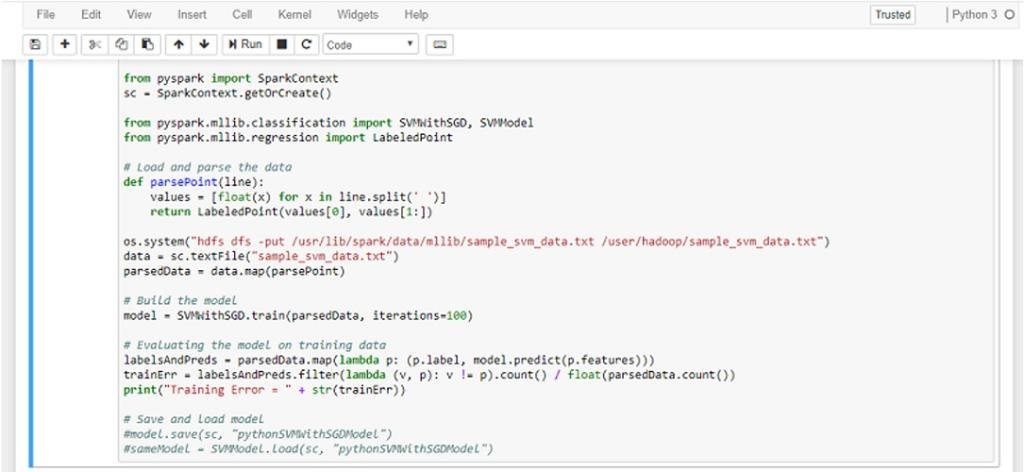 File Edit View Insert Cell Kernel Widgets Help Trusted Python 3
Run Code
from pyspark import SparkContext
sc = SparkContext.getOrCreate()
from pyspark.mllib.classification import SVMWithSGD, SVMModel
from pyspark.mllib.regression import LabeledPoint
# Load and parse the data
def parsePoint(line):
    values = [float(x) for x in line.split(' ')]
    return LabeledPoint(values[0], values[1:])
os.system("hdfs dfs -put /usr/lib/spark/data/mllib/sample_svm_data.txt /user/hadoop/sample_svm_data.txt")
data = sc.textFile("sample_svm_data.txt")
parsedData = data.map(parsePoint)
# Build the model
model = SVMWithSGD.train(parsedData, iterations=100)
# Evaluating the model on training data
labelsAndPreds = parsedData.map(lambda p: (p.label, model.predict(p.features)))
trainErr = labelsAndPreds.filter(lambda (v, p): v != p).count() / float(parsedData.count())
print("Training Error = " + str(trainErr))
# Save and load model
#model.save(sc, "pythonSVMWithSGDModel")
#sameModel = SVMModel.load(sc, "pythonSVMWithSGDModel")